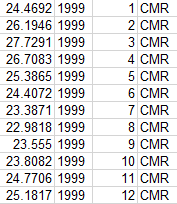 24.4692 1999 1 CMR
26.1946 1999 2 CMR
27.7291 1999 3 CMR
26.7083 1999 4 CMR
25.3865 1999 5 CMR
24.4072 1999 6 CMR
23.3871 1999 7 CMR
22.9818 1999 8 CMR
23.555 1999 9 CMR
23.8082 1999 10 CMR
24.7706 1999 11 CMR
25.1817 1999 12 CMR